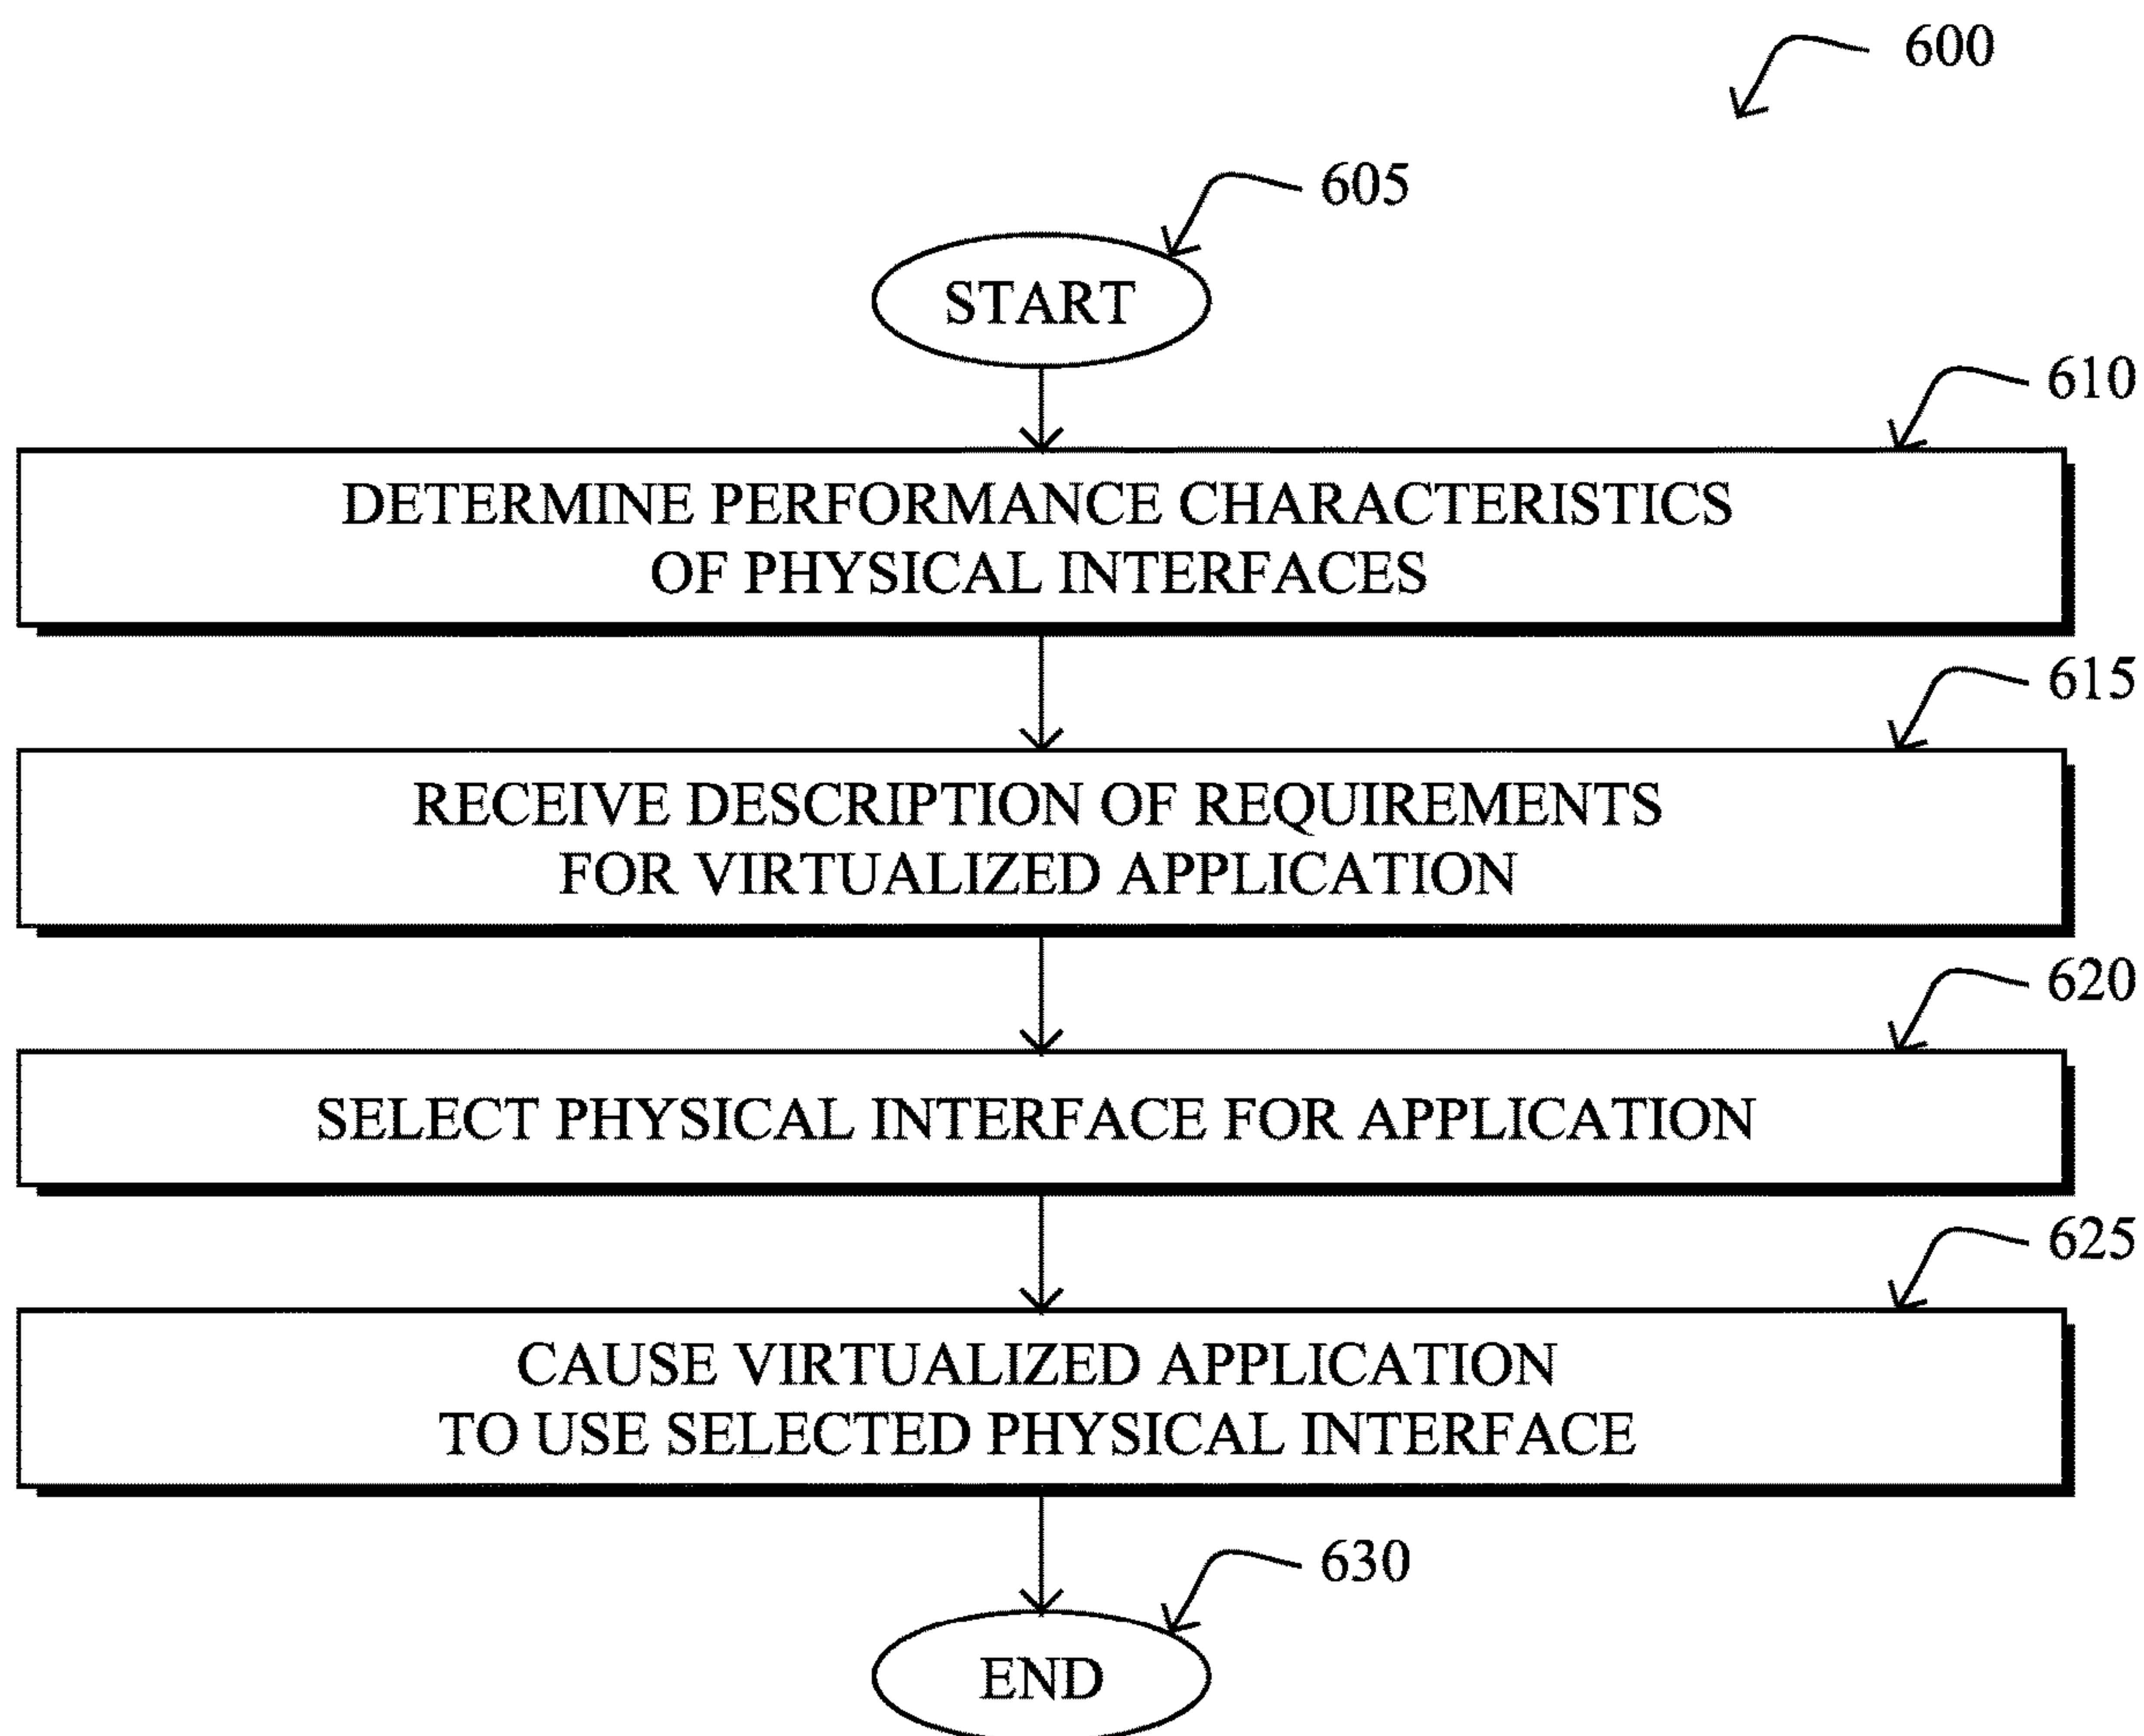 600
605
START
610
DETERMINE PERFORMANCE CHARACTERISTICS
OF PHYSICAL INTERFACES
615
RECEIVE DESCRIPTION OF REQUIREMENTS
FOR VIRTUALIZED APPLICATION
620
SELECT PHYSICAL INTERFACE FOR APPLICATION
625
CAUSE VIRTUALIZED APPLICATION
TO USE SELECTED PHYSICAL INTERFACE
630
END